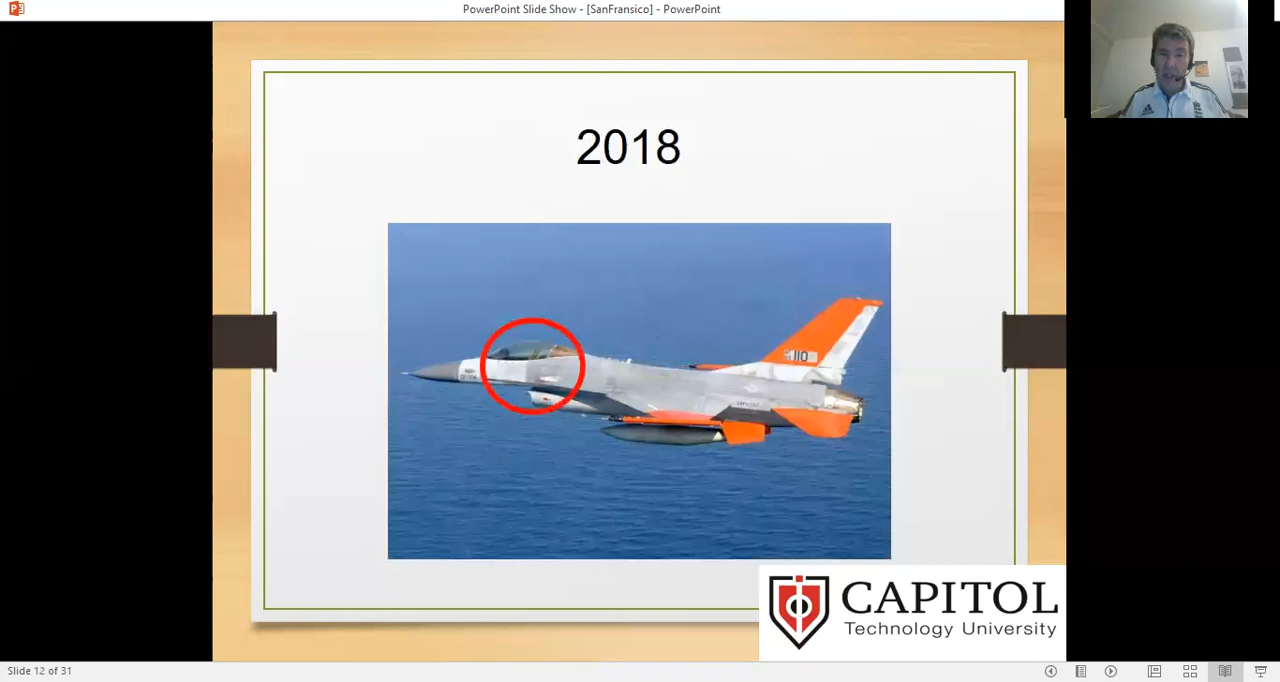 PowerPoint Slide Show - [SanFransico] - PowerPoint
2018
110
CAPITOL
Technology University
Slide 12 of 31